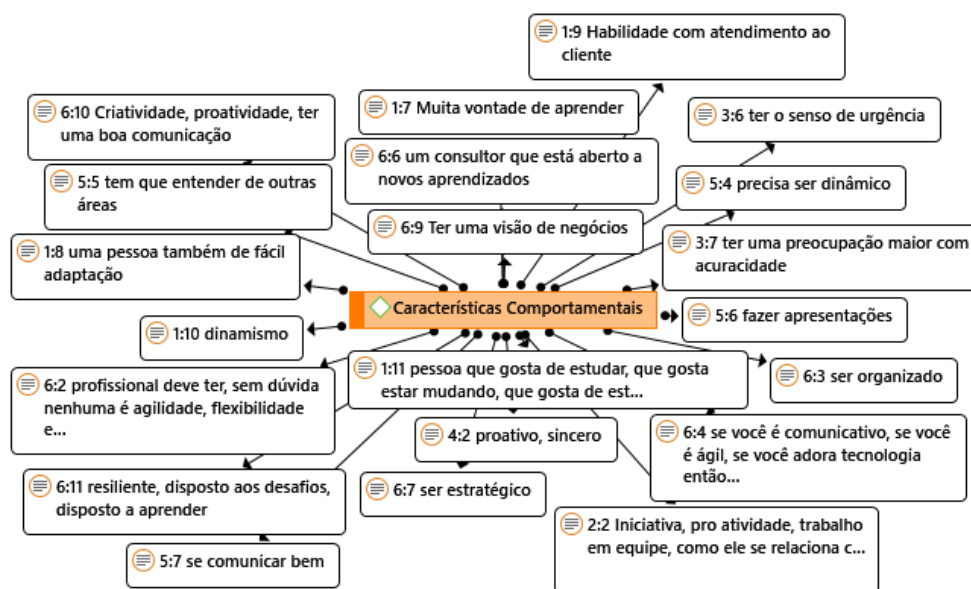 1:9 Habilidade com atendimento ao
cliente
6:10 Criatividade, proatividade, ter
uma boa comunicação
1:7 Muita vontade de aprender
3:6 ter o senso de urgência
6:6 um consultor que está aberto a
novos aprendizados
5:5 tem que entender de outras
áreas
5:4 precisa ser dinâmico
6:9 Ter uma visão de negócios
1:8 uma pessoa também de fácil
adaptação
3:7 ter uma preocupação maior com
acuracidade
Características Comportamentais
5:6 fazer apresentações
1:10 dinamismo
1:11 pessoa que gosta de estudar, que gosta
estar mudando, que gosta de est...
6:3 ser organizado
6:2 profissional deve ter, sem dúvida
nenhuma é agilidade, flexibilidade
e...
4:2 proativo, sincero
6:4 se você é comunicativo, se você
é ágil, se você adora tecnologia
então...
6:11 resiliente, disposto aos desafios,
disposto a aprender
6:7 ser estratégico
2:2 Iniciativa, pro atividade, trabalho
em equipe, como ele se relaciona c...
5:7 se comunicar bem